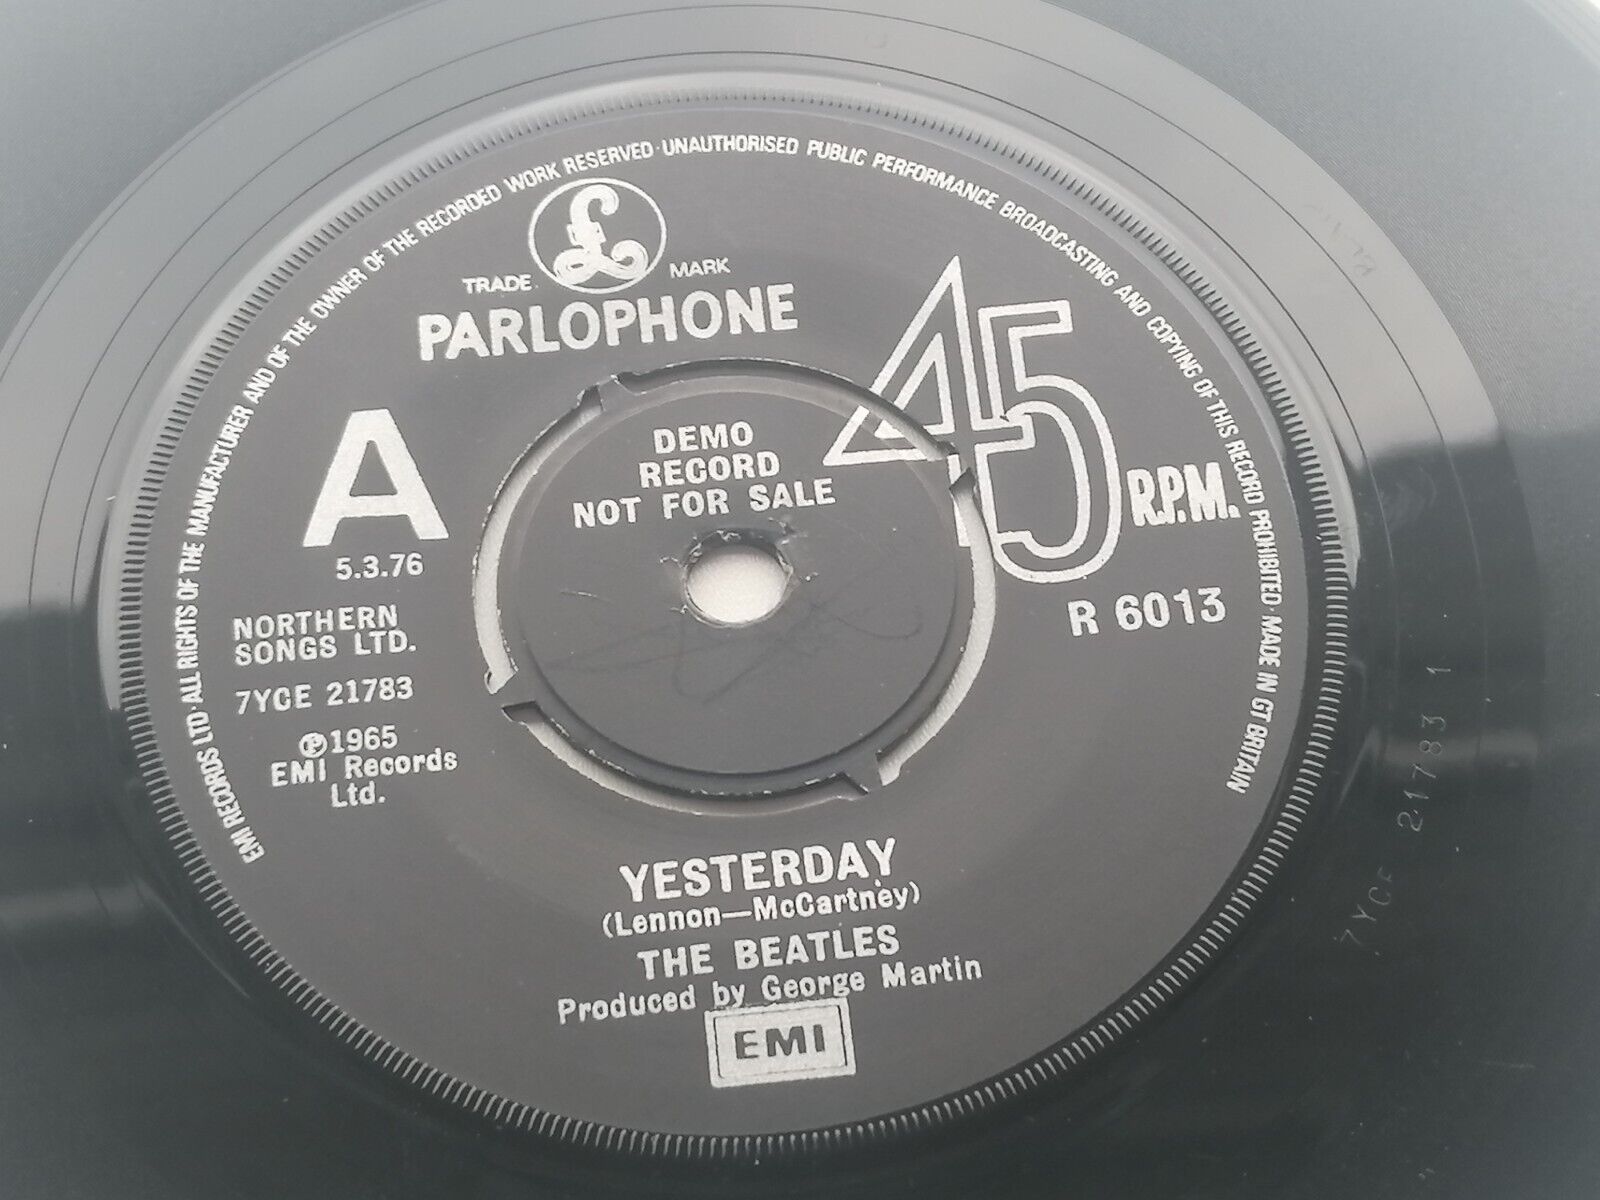 EMI RECORDS LTD·ALL RIGHTS OF THE MANUFACTURER AND OF THE OWNER OF THE RECORDED WORK RESERVED·UNAUTHORISED PUBLIC PERFORMANCE BROADCASTING AND COPYING OF THIS RECORD PROHIBITED·MADE IN GT BRITAIN
£
TRADE MARK
PARLOPHONE
45 R.P.M.
A
5.3.76
DEMO
RECORD
NOT FOR SALE
R 6013
NORTHERN
SONGS LTD.
7YCE 21783
℗1965
EMI Records
Ltd.
YESTERDAY
(Lennon—McCartney)
THE BEATLES
Produced by George Martin
EMI
7YCE 21783 1